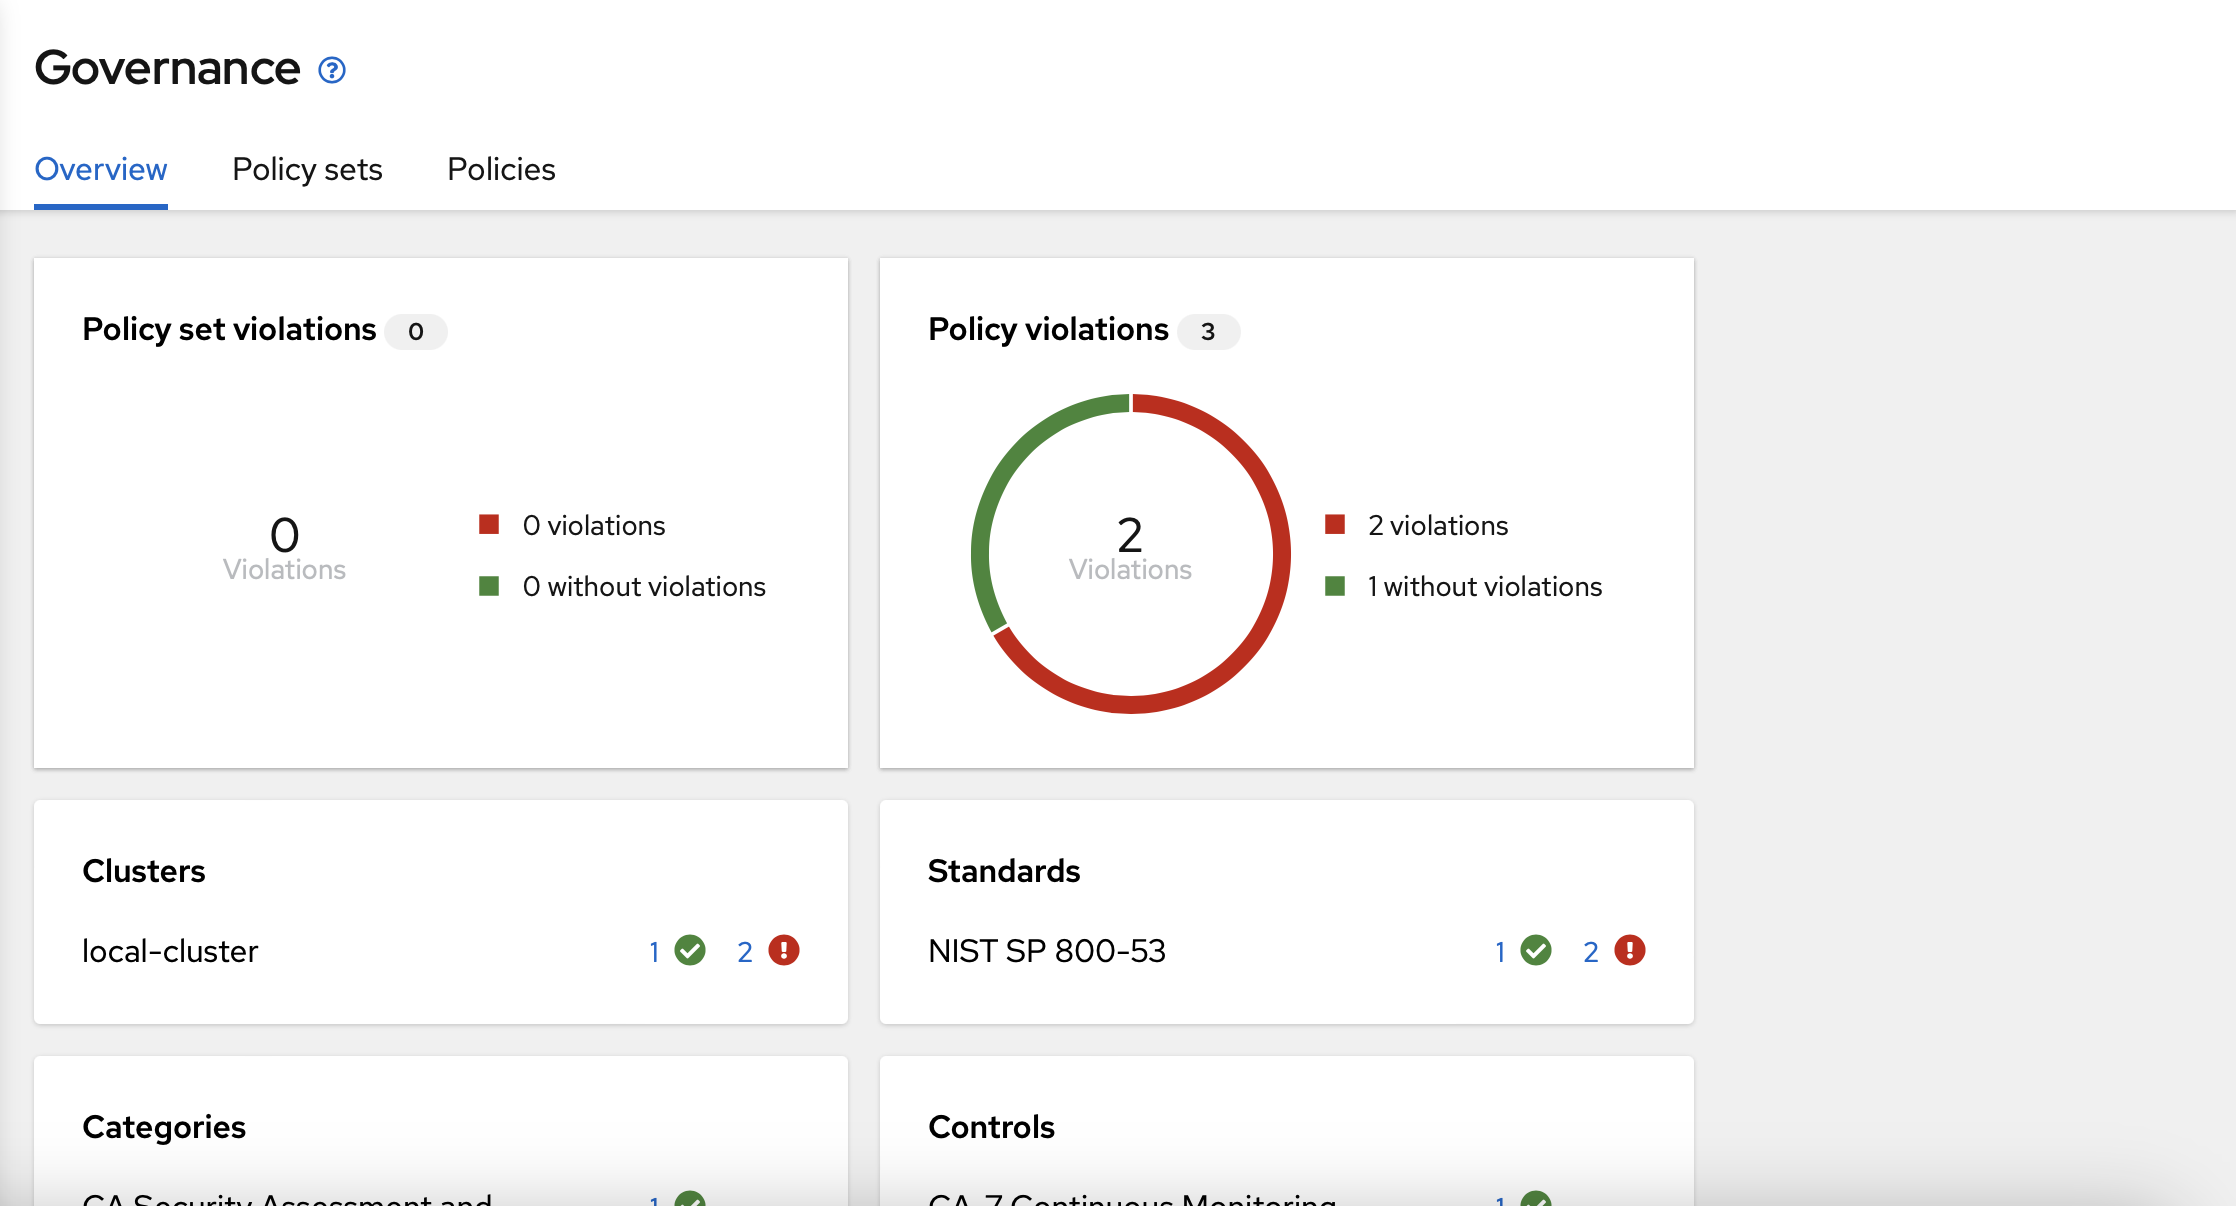 Governance
Overview Policy sets Policies
Policy set violations 0
0
Violations
0 violations
0 without violations
Policy violations 3
2
Violations
2 violations
1 without violations
Clusters
local-cluster 1 2
Standards
NIST SP 800-53 1 2
Categories
CA Security Assessment and 1
Controls
CA-7 Continuous Monitoring 1